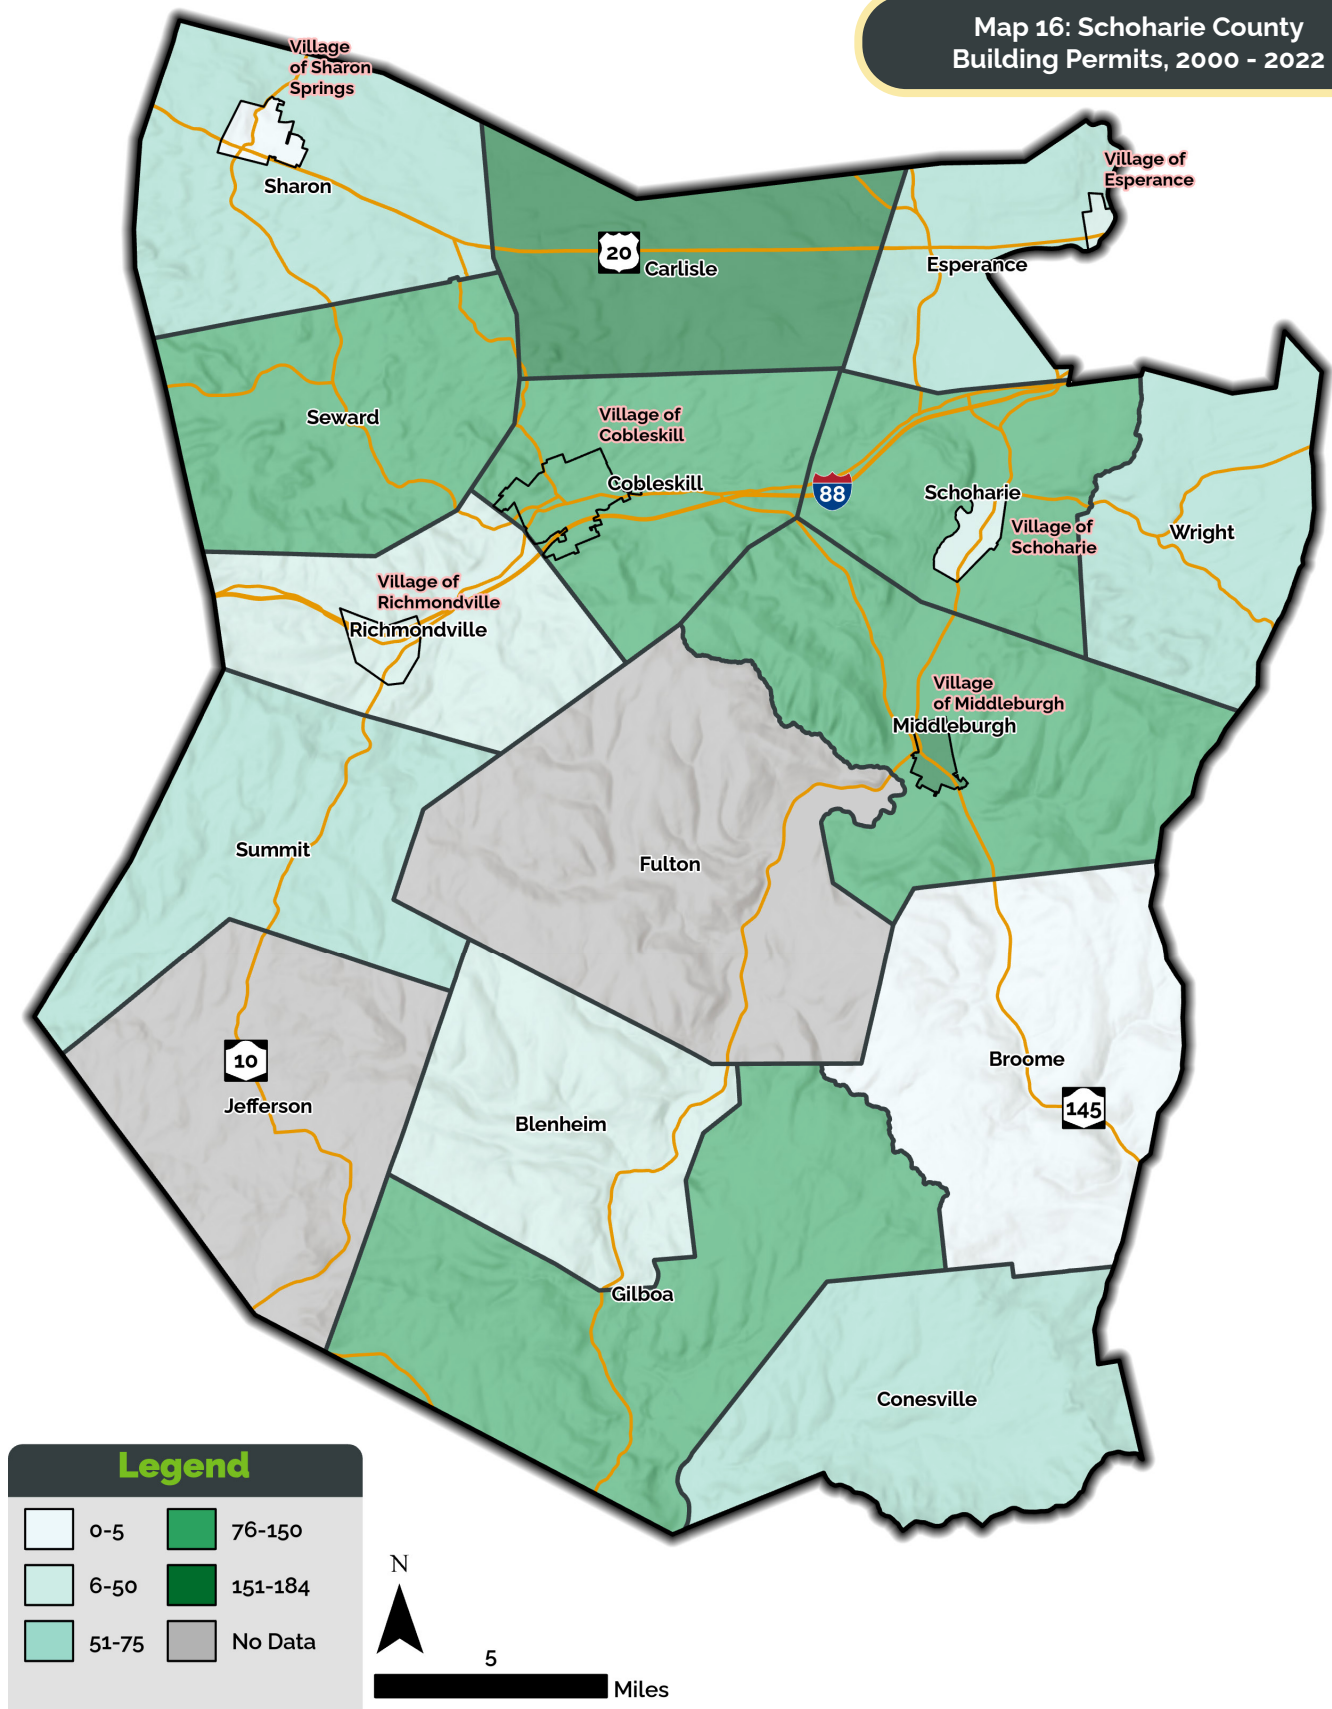 Map 16: Schoharie County
Building Permits, 2000 - 2022
Village
of Sharon
Springs
Sharon
Village of
Esperance
20
Carlisle
Esperance
Seward
Village of
Cobleskill
Cobleskill
88
Schoharie
Village of
Schoharie
Wright
Village of
Richmondville
Richmondville
Village
of Middleburgh
Middleburgh
Summit
Fulton
10
Jefferson
Broome
145
Blenheim
Gilboa
Conesville
Legend
0-5
76-150
6-50
151-184
51-75
No Data
N
5
Miles